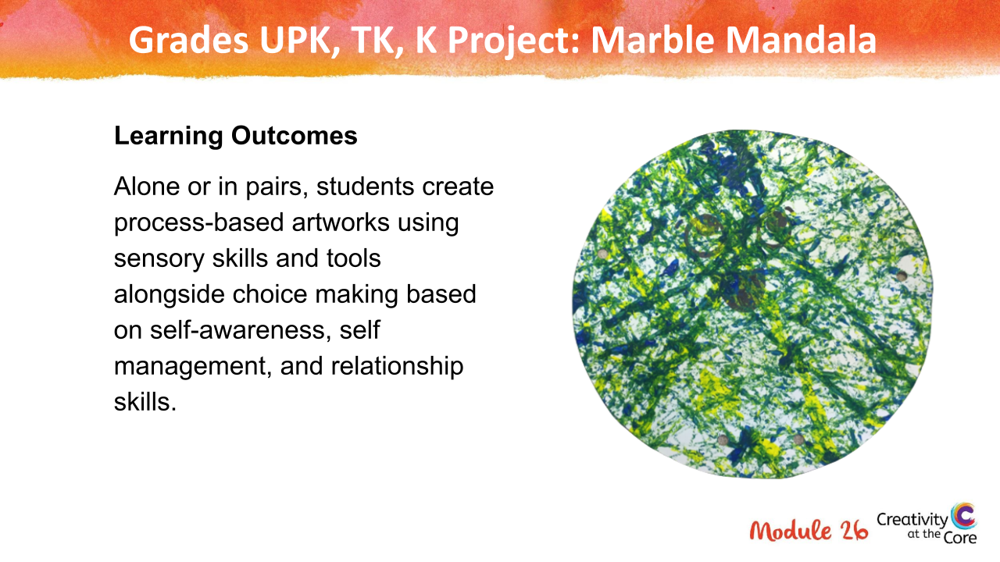 Grades UPK, TK, K Project: Marble Mandala
Learning Outcomes
Alone or in pairs, students create
process-based artworks using
sensory skills and tools
alongside choice making based
on self-awareness, self
management, and relationship
skills.
Module 26
Creativity
at the Core